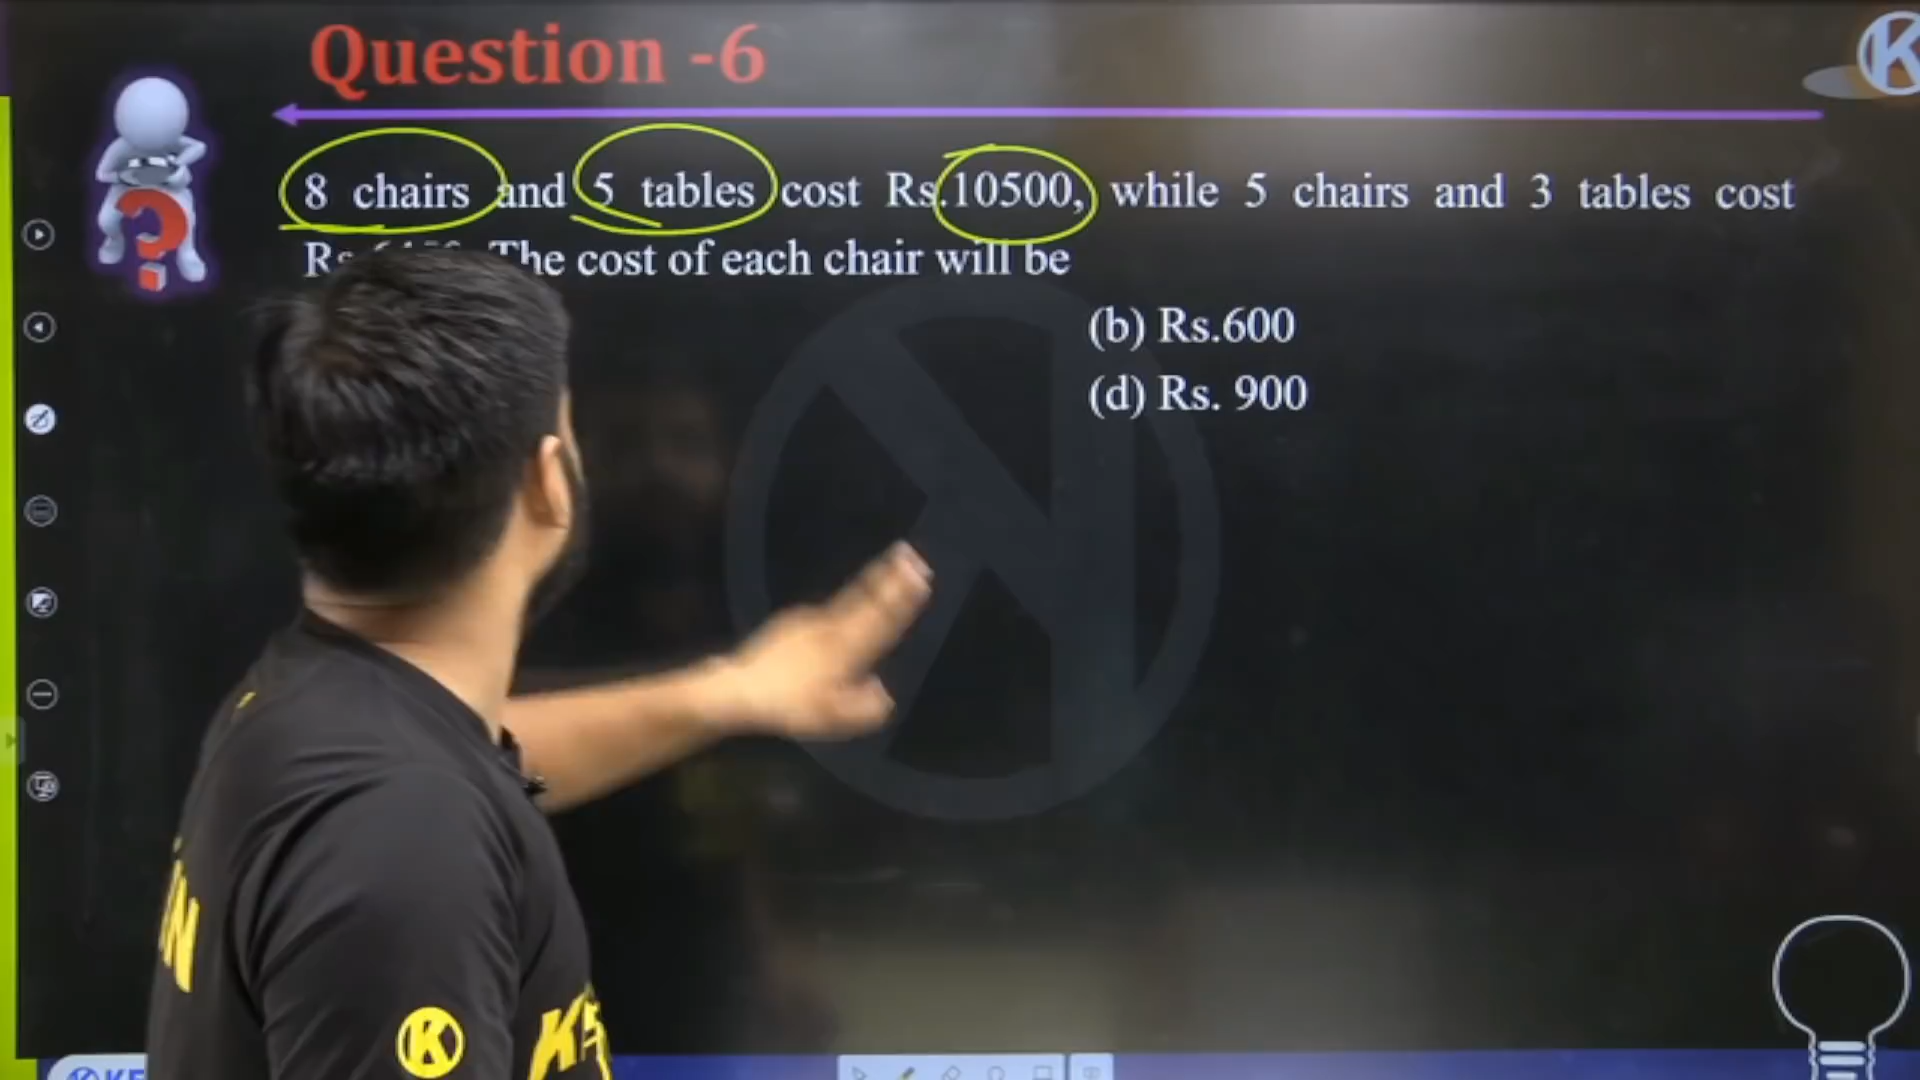 Question -6
8 chairs and 5 tables cost Rs.10500, while 5 chairs and 3 tables cost
The cost of each chair will be
(b) Rs.600
(d) Rs. 900
K